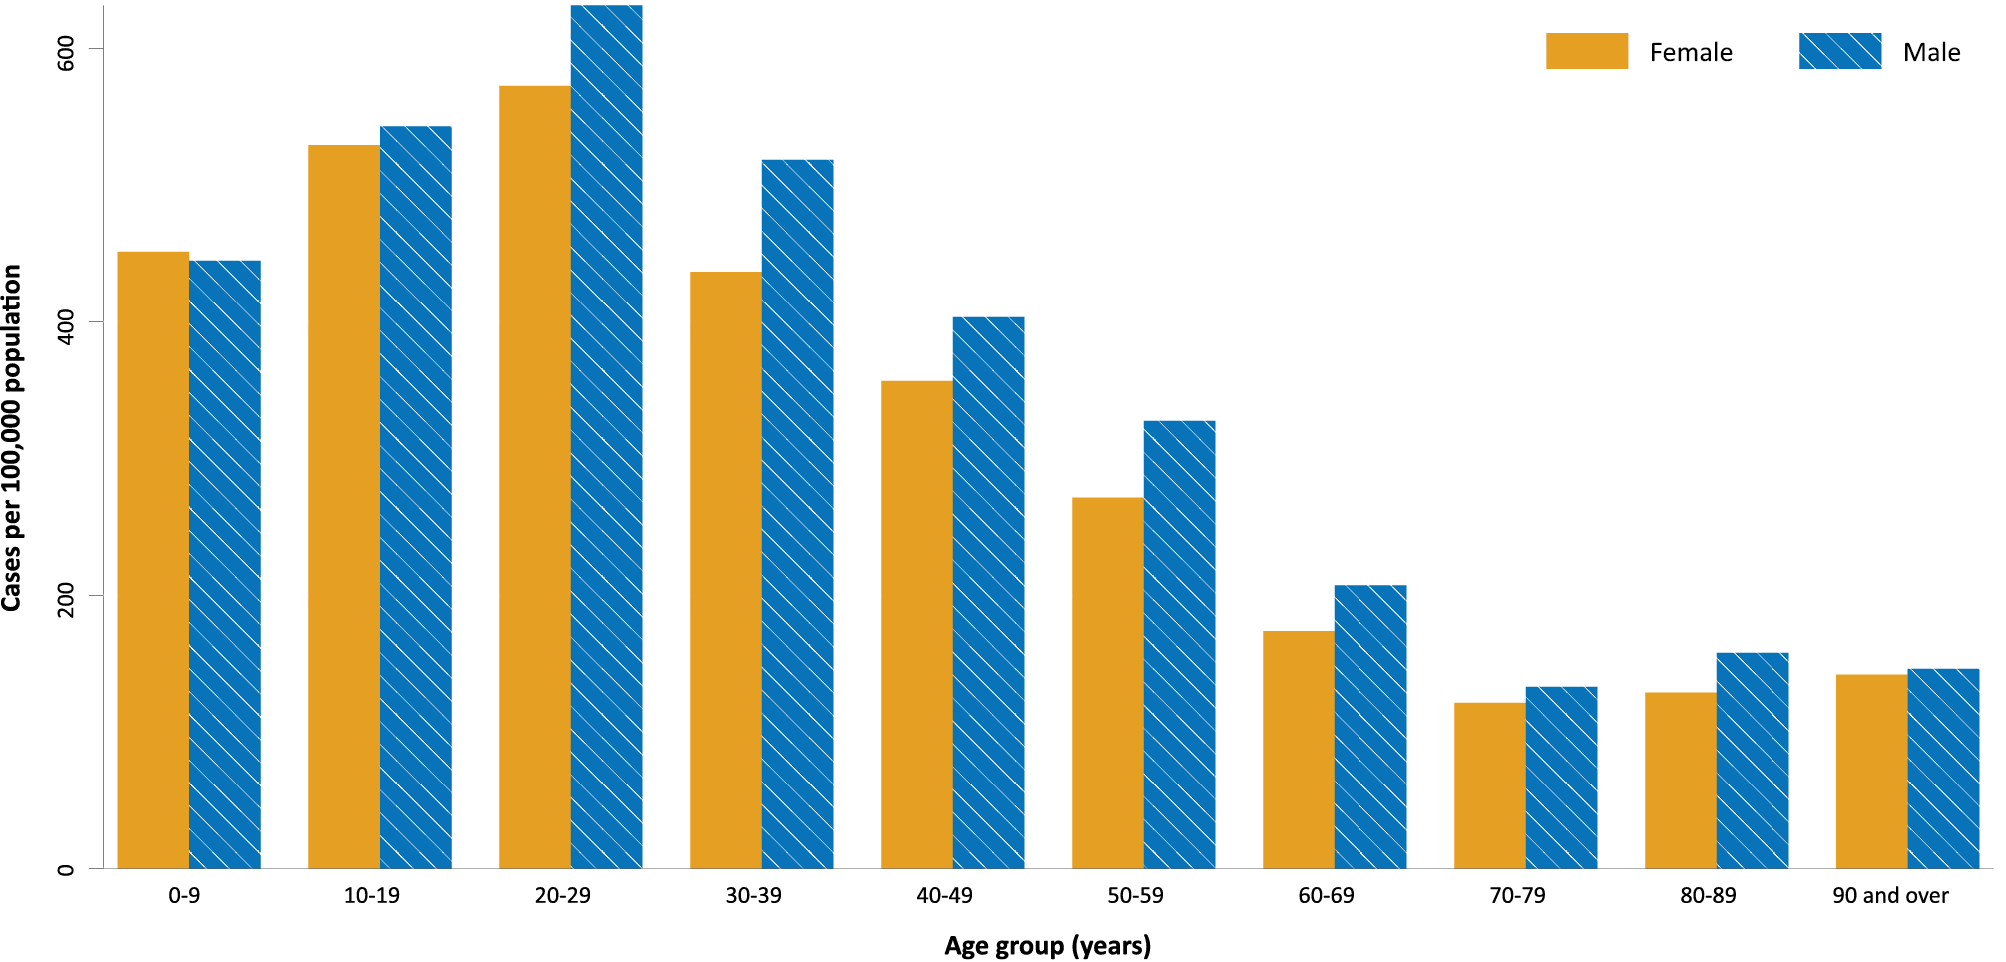 Female
Male
Cases per 100,000 population
600
400
200
0
0-9
10-19
20-29
30-39
40-49
50-59
60-69
70-79
80-89
90 and over
Age group (years)